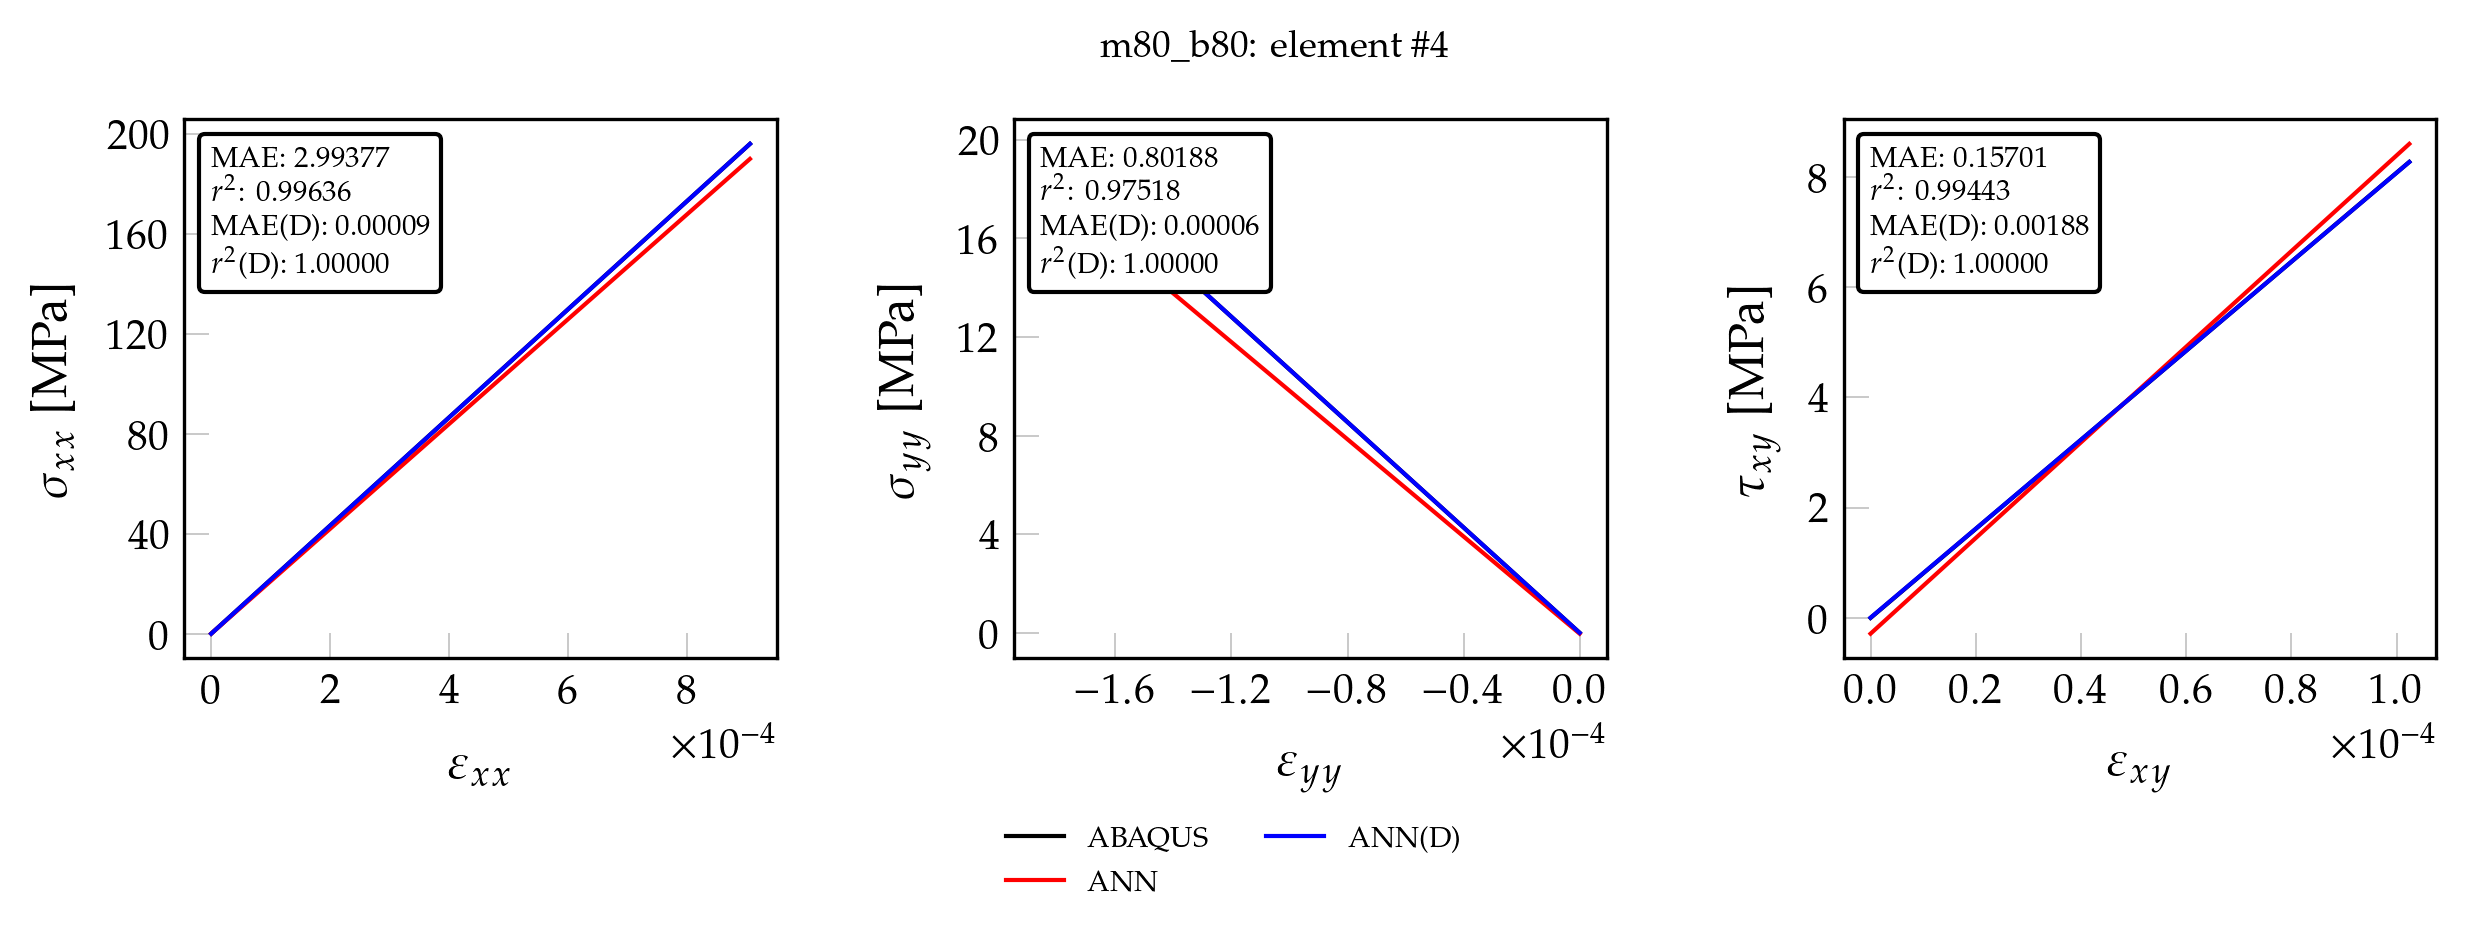 m80_b80: element #4
200
160
120
80
40
0
σxx [MPa]
MAE: 2.99377
r²: 0.99636
MAE(D): 0.00009
r²(D): 1.00000
0 2 4 6 8
×10⁻⁴
εxx
20
16
12
8
4
0
σyy [MPa]
MAE: 0.80188
r²: 0.97518
MAE(D): 0.00006
r²(D): 1.00000
−1.6 −1.2 −0.8 −0.4 0.0
×10⁻⁴
εyy
8
6
4
2
0
τxy [MPa]
MAE: 0.15701
r²: 0.99443
MAE(D): 0.00188
r²(D): 1.00000
0.0 0.2 0.4 0.6 0.8 1.0
×10⁻⁴
εxy
ABAQUS
ANN
ANN(D)